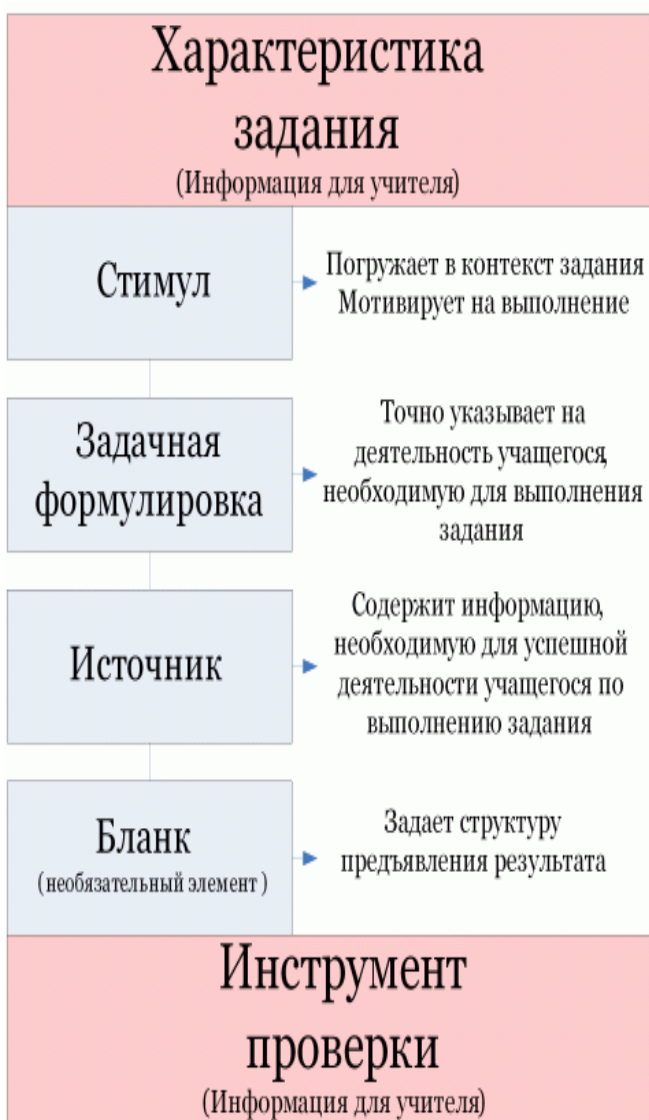 Характеристика
задания
(Информация для учителя)
Стимул
Погружает в контекст задания
Мотивирует на выполнение
Задачная
формулировка
Точно указывает на
деятельность учащегося,
необходимую для выполнения
задания
Источник
Содержит информацию,
необходимую для успешной
деятельности учащегося по
выполнению задания
Бланк
(необязательный элемент )
Задает структуру
предъявления результата
Инструмент
проверки
(Информация для учителя)